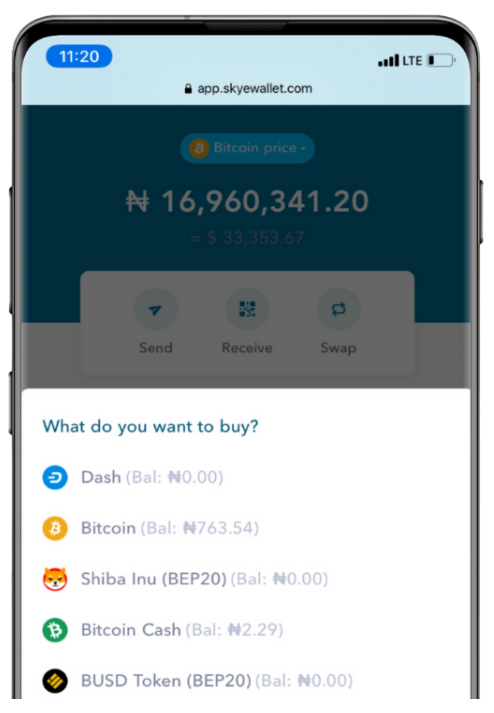 11:20
LTE
app.skyewallet.com
Bitcoin price
₦ 16,960,341.20
= $ 33,353.67
Send Receive Swap
What do you want to buy?
Dash (Bal: ₦0.00)
Bitcoin (Bal: ₦763.54)
Shiba Inu (BEP20) (Bal: ₦0.00)
Bitcoin Cash (Bal: ₦2.29)
BUSD Token (BEP20) (Bal: ₦0.00)